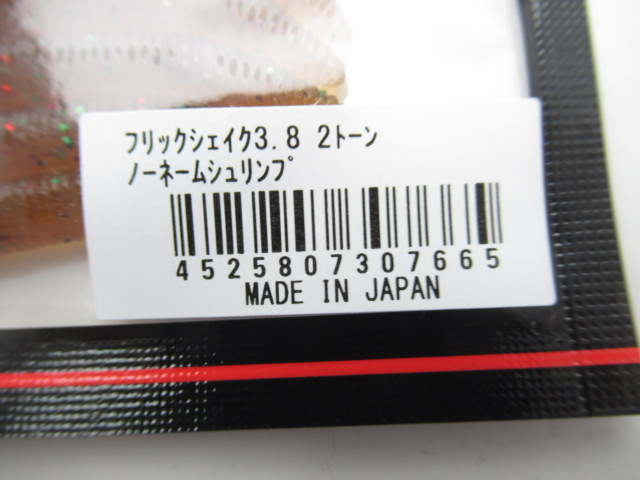 ﾌﾘｯｸｼｪｲｸ3.8 2ﾄｰﾝ
ﾉｰﾈｰﾑｼｭﾘﾝﾌﾟ
4525807307665
MADE IN JAPAN